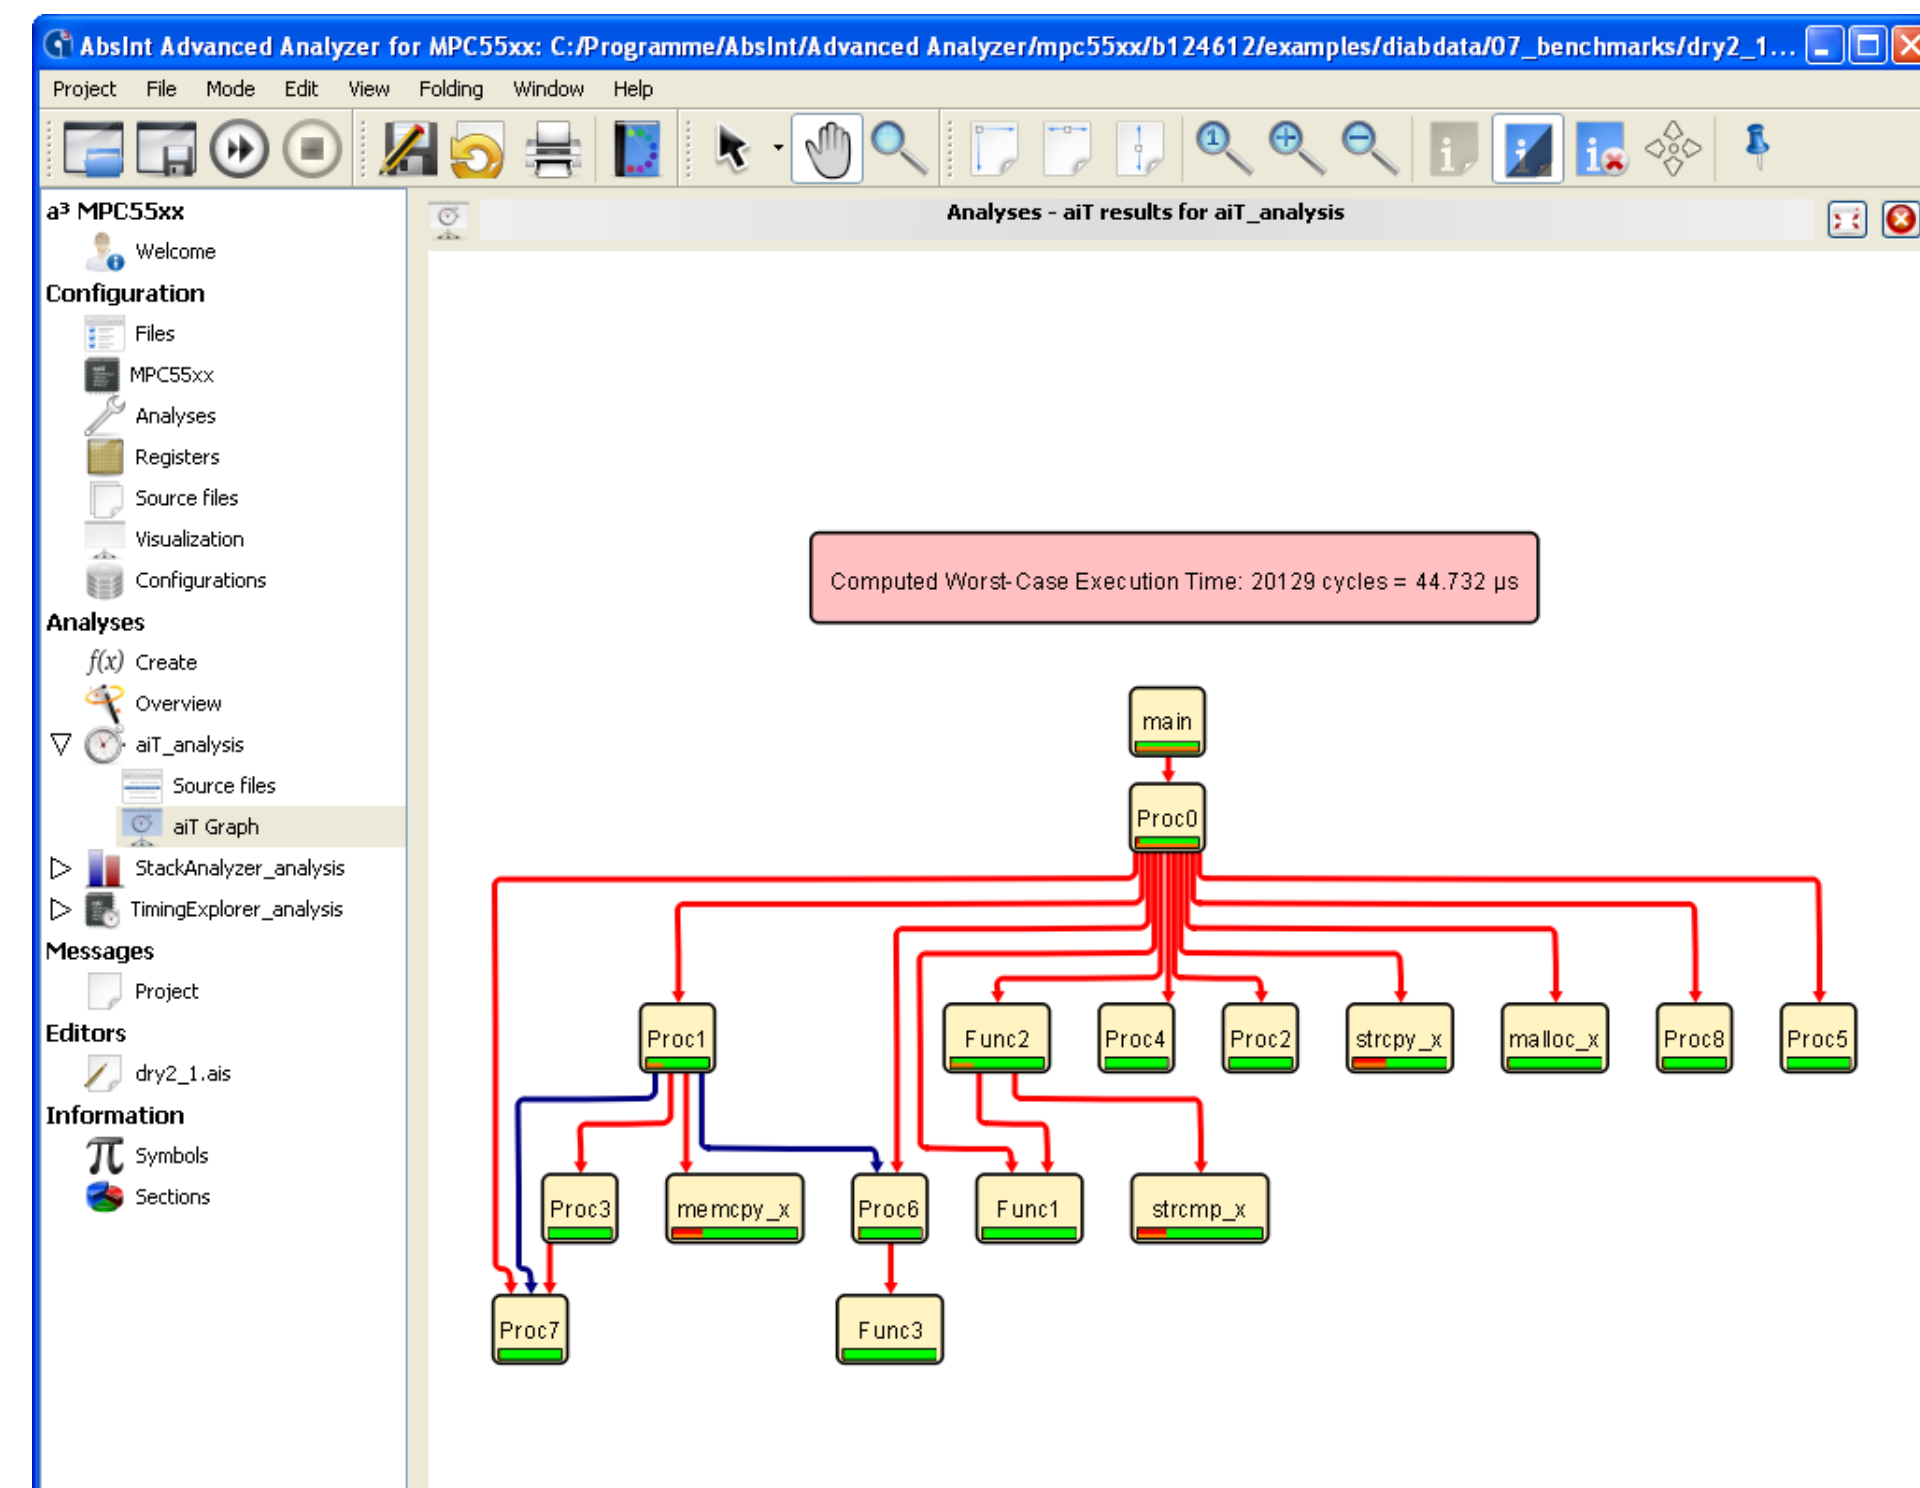 AbsInt Advanced Analyzer for MPC55xx: C:/Programme/AbsInt/Advanced Analyzer/mpc55xx/b124612/examples/diabdata/07_benchmarks/dry2_1...
Project File Mode Edit View Folding Window Help
a³ MPC55xx
Welcome
Configuration
Files
MPC55xx
Analyses
Registers
Source files
Visualization
Configurations
Analyses
f(x) Create
Overview
aiT_analysis
Source files
aiT Graph
StackAnalyzer_analysis
TimingExplorer_analysis
Messages
Project
Editors
dry2_1.ais
Information
Symbols
Sections
Analyses - aiT results for aiT_analysis
Computed Worst-Case Execution Time: 20129 cycles = 44.732 µs
main
Proc0
Proc1 Func2 Proc4 Proc2 strcpy_x malloc_x Proc8 Proc5
Proc3 memcpy_x Proc6 Func1 strcmp_x
Proc7 Func3